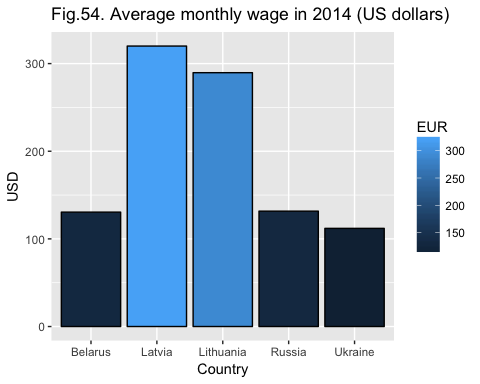 Fig.54. Average monthly wage in 2014 (US dollars)
USD
300
200
100
0
Belarus Latvia Lithuania Russia Ukraine
Country
EUR
300
250
200
150